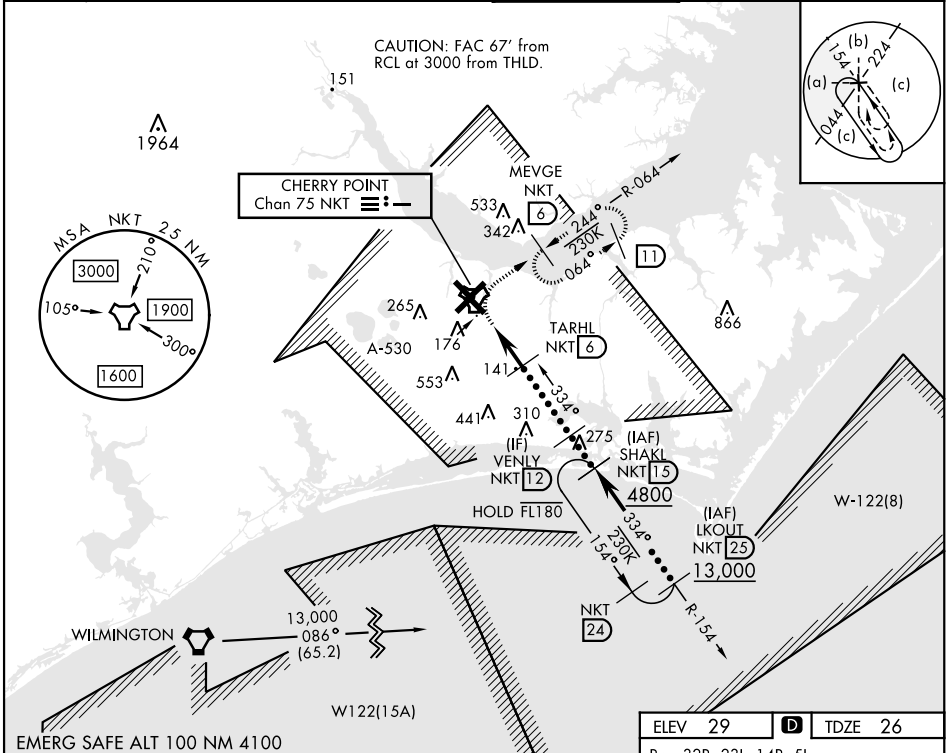 CAUTION: FAC 67' from
RCL at 3000 from THLD.
151
1964
(b)
154
224
(a)
(c)
044
(c)
CHERRY POINT
Chan 75 NKT
MEVGE
NKT 6
R-064
533
342
244°
230K
064°
11
MSA NKT 25 NM
210°
3000
105°
1900
300°
1600
265
176
A-530
TARHL
NKT 6
866
141
553
334°
441
310
275
(IF)
VENLY
NKT 12
(IAF)
SHAKL
NKT 15
4800
HOLD FL180
W-122(8)
334°
230K
154°
(IAF)
LKOUT
NKT 25
13,000
NKT
24
R-154
WILMINGTON
13,000
086°
(65.2)
W122(15A)
EMERG SAFE ALT 100 NM 4100
ELEV 29
D
TDZE 26